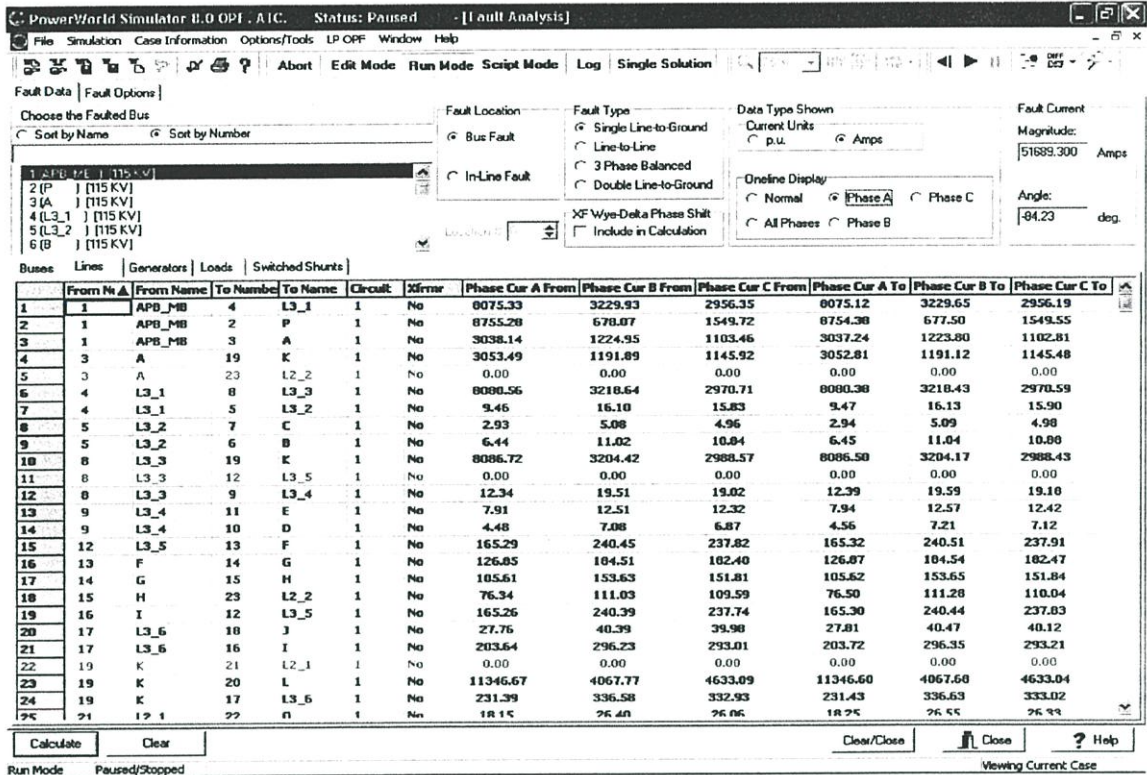 PowerWorld Simulator 8.0 OPF, ATC. Status: Paused - [Fault Analysis]
File Simulation Case Information Options/Tools LP OPF Window Help
Abort Edit Mode Run Mode Script Mode Log Single Solution
Fault Data Fault Options
Choose the Faulted Bus
Sort by Name Sort by Number
1 (APB_MB ) [115 KV]
2 (P ) [115 KV]
3 (A ) [115 KV]
4 (L3_1 ) [115 KV]
5 (L3_2 ) [115 KV]
6 (B ) [115 KV]
Fault Location
Bus Fault
In-Line Fault
Location %
Fault Type
Single Line-to-Ground
Line-to-Line
3 Phase Balanced
Double Line-to-Ground
XF Wye-Delta Phase Shift
Include in Calculation
Data Type Shown
Current Units
p.u. Amps
Oneline Display
Normal Phase A Phase C
All Phases Phase B
Fault Current
Magnitude:
51689.300 Amps
Angle:
-84.23 deg.
Buses Lines Generators Loads Switched Shunts
From Nu From Name To Numbe To Name Circuit Xfrmr Phase Cur A From Phase Cur B From Phase Cur C From Phase Cur A To Phase Cur B To Phase Cur C To
1 1 APB_MB 4 L3_1 1 No 8075.33 3229.93 2956.35 8075.12 3229.65 2956.19
2 1 APB_MB 2 P 1 No 8755.28 678.07 1549.72 8754.38 677.50 1549.55
3 1 APB_MB 3 A 1 No 3038.14 1224.95 1103.46 3037.24 1223.80 1102.81
4 3 A 19 K 1 No 3053.49 1191.89 1145.92 3052.81 1191.12 1145.48
5 3 A 23 L2_2 1 No 0.00 0.00 0.00 0.00 0.00 0.00
6 4 L3_1 8 L3_3 1 No 8080.56 3218.64 2970.71 8080.38 3218.43 2970.59
7 4 L3_1 5 L3_2 1 No 9.46 16.10 15.83 9.47 16.13 15.90
8 5 L3_2 7 C 1 No 2.93 5.08 4.96 2.94 5.09 4.98
9 5 L3_2 6 B 1 No 6.44 11.02 10.84 6.45 11.04 10.88
10 8 L3_3 19 K 1 No 8086.72 3204.42 2988.57 8086.50 3204.17 2988.43
11 8 L3_3 12 L3_5 1 No 0.00 0.00 0.00 0.00 0.00 0.00
12 8 L3_3 9 L3_4 1 No 12.34 19.51 19.02 12.39 19.59 19.18
13 9 L3_4 11 E 1 No 7.91 12.51 12.32 7.94 12.57 12.42
14 9 L3_4 10 D 1 No 4.48 7.08 6.87 4.56 7.21 7.12
15 12 L3_5 13 F 1 No 165.29 240.45 237.82 165.32 240.51 237.91
16 13 F 14 G 1 No 126.85 184.51 182.40 126.87 184.54 182.47
17 14 G 15 H 1 No 105.61 153.63 151.81 105.62 153.65 151.84
18 15 H 23 L2_2 1 No 76.34 111.03 109.59 76.50 111.28 110.04
19 16 I 12 L3_5 1 No 165.26 240.39 237.74 165.30 240.44 237.83
20 17 L3_6 18 J 1 No 27.76 40.39 39.98 27.81 40.47 40.12
21 17 L3_6 16 I 1 No 203.64 296.23 293.01 203.72 296.35 293.21
22 19 K 21 L2_1 1 No 0.00 0.00 0.00 0.00 0.00 0.00
23 19 K 20 L 1 No 11346.67 4067.77 4633.09 11346.60 4067.68 4633.04
24 19 K 17 L3_6 1 No 231.39 336.58 332.93 231.43 336.63 333.02
25 21 L2_1 22 1 No 18.15 26.40 26.06 18.25 26.55 26.33
Calculate Clear Clear/Close Close Help
Run Mode Paused/Stopped Viewing Current Case